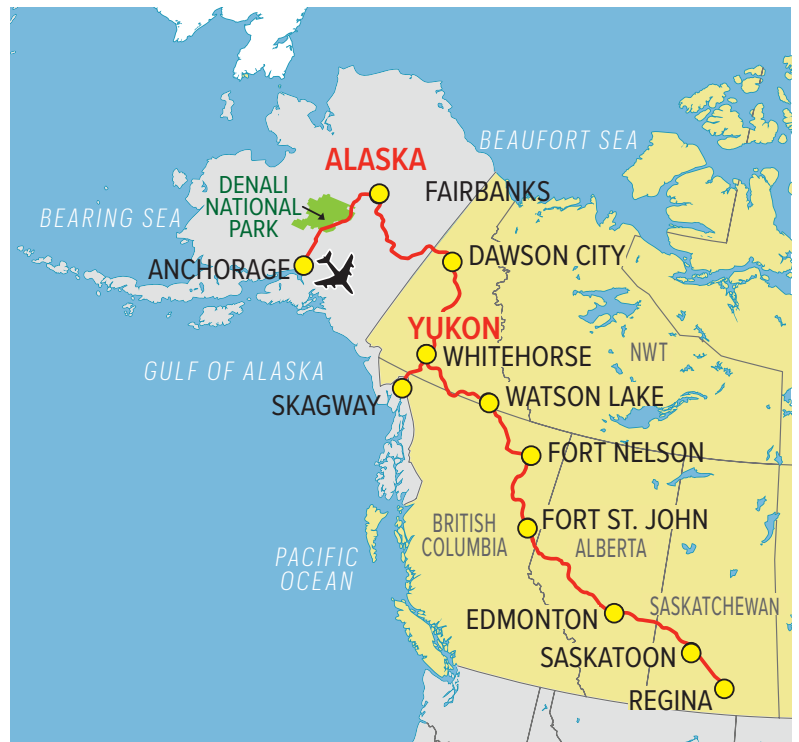 BEAUFORT SEA
ALASKA
DENALI
NATIONAL
PARK
FAIRBANKS
BEARING SEA
DAWSON CITY
ANCHORAGE
YUKON
WHITEHORSE
NWT
GULF OF ALASKA
SKAGWAY
WATSON LAKE
FORT NELSON
FORT ST. JOHN
BRITISH
COLUMBIA
ALBERTA
PACIFIC
OCEAN
EDMONTON
SASKATCHEWAN
SASKATOON
REGINA